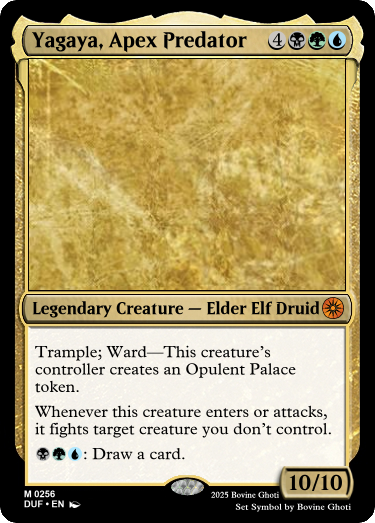 Yagaya, Apex Predator 4
Legendary Creature — Elder Elf Druid
Trample; Ward—This creature's
controller creates an Opulent Palace
token.
Whenever this creature enters or attacks,
it fights target creature you don't control.
: Draw a card.
10/10
M 0256
DUF • EN
2025 Bovine Ghoti
Set Symbol by Bovine Ghoti